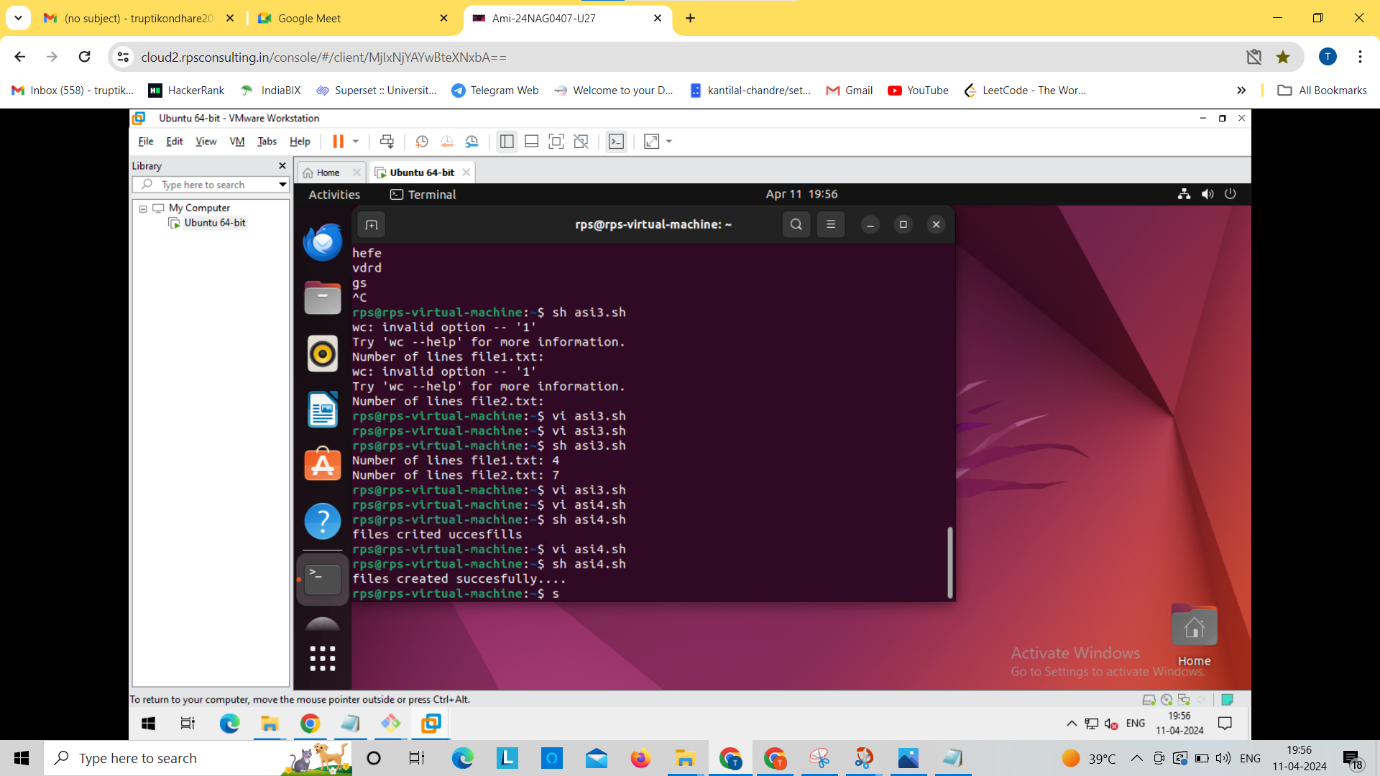 (no subject) - truptikondhare20
Google Meet
Ami-24NAG0407-U27
cloud2.rpsconsulting.in/console/#/client/MjIxNjYAYwBteXNxbA==
T
Inbox (558) - truptik...
HackerRank
IndiaBIX
Superset :: Universit...
Telegram Web
Welcome to your D...
kantilal-chandre/set...
Gmail
YouTube
LeetCode - The Wor...
»
All Bookmarks
Ubuntu 64-bit - VMware Workstation
File Edit View VM Tabs Help
Library
Type here to search
My Computer
Ubuntu 64-bit
Home
Ubuntu 64-bit
Activities
Terminal
Apr 11 19:56
rps@rps-virtual-machine: ~
hefe
vdrd
gs
^C
rps@rps-virtual-machine:~$ sh asi3.sh
wc: invalid option -- '1'
Try 'wc --help' for more information.
Number of lines file1.txt:
wc: invalid option -- '1'
Try 'wc --help' for more information.
Number of lines file2.txt:
rps@rps-virtual-machine:~$ vi asi3.sh
rps@rps-virtual-machine:~$ vi asi3.sh
rps@rps-virtual-machine:~$ sh asi3.sh
Number of lines file1.txt: 4
Number of lines file2.txt: 7
rps@rps-virtual-machine:~$ vi asi3.sh
rps@rps-virtual-machine:~$ vi asi4.sh
rps@rps-virtual-machine:~$ sh asi4.sh
files crited uccesfills
rps@rps-virtual-machine:~$ vi asi4.sh
rps@rps-virtual-machine:~$ sh asi4.sh
files created succesfully....
rps@rps-virtual-machine:~$ s
Activate Windows
Go to Settings to activate Windows.
Home
To return to your computer, move the mouse pointer outside or press Ctrl+Alt.
ENG
19:56
11-04-2024
Type here to search
39°C
ENG
19:56
11-04-2024
18